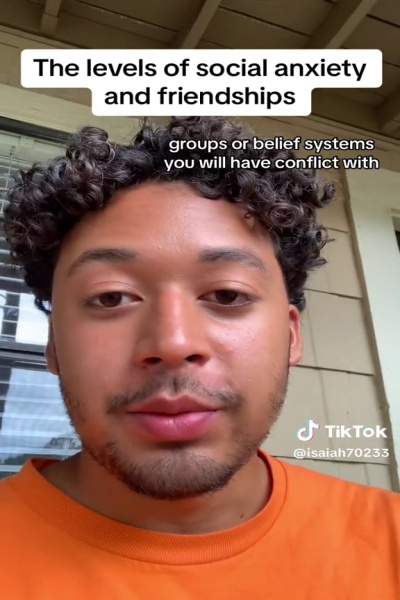 The levels of social anxiety
and friendships
groups or belief systems
you will have conflict with
TikTok
@isaiah70233